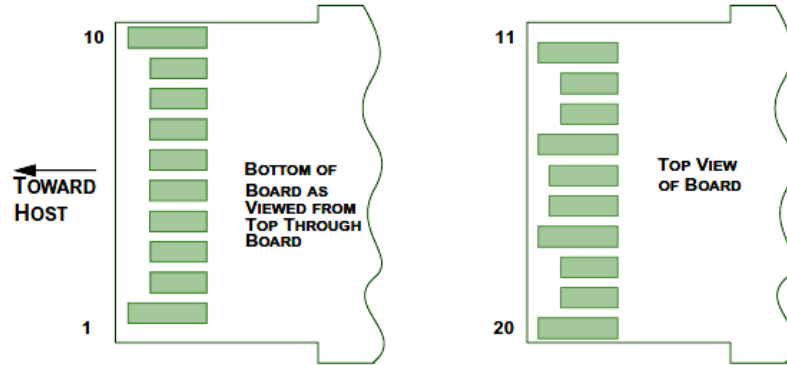 10
TOWARD
HOST
BOTTOM OF
BOARD AS
VIEWED FROM
TOP THROUGH
BOARD
1
11
TOP VIEW
OF BOARD
20